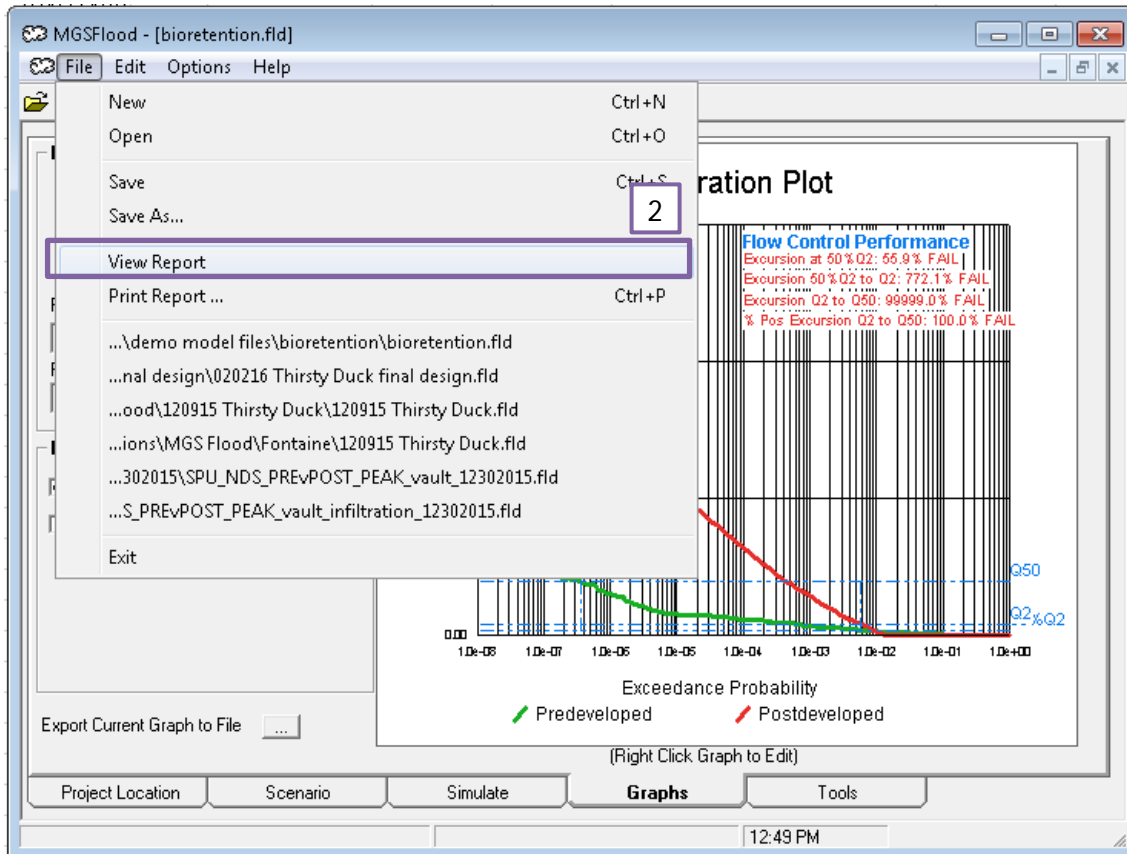 MGSFlood - [bioretention.fld]
File Edit Options Help
New Ctrl+N
Open Ctrl+O
Save Ctrl+S
Save As...
2
View Report
Print Report ... Ctrl+P
...\demo model files\bioretention\bioretention.fld
...nal design\020216 Thirsty Duck final design.fld
...ood\120915 Thirsty Duck\120915 Thirsty Duck.fld
...ions\MGS Flood\Fontaine\120915 Thirsty Duck.fld
...302015\SPU_NDS_PREvPOST_PEAK_vault_12302015.fld
...S_PREvPOST_PEAK_vault_infiltration_12302015.fld
Exit
ration Plot
Flow Control Performance
Excursion at 50%Q2: 55.9% FAIL
Excursion 50%Q2 to Q2: 772.1% FAIL
Excursion Q2 to Q50: 99999.0% FAIL
% Pos Excursion Q2 to Q50: 100.0% FAIL
Q50
Q2 %Q2
0.00
1.0e-08 1.0e-07 1.0e-06 1.0e-05 1.0e-04 1.0e-03 1.0e-02 1.0e-01 1.0e+00
Exceedance Probability
Predeveloped Postdeveloped
Export Current Graph to File ...
(Right Click Graph to Edit)
Project Location Scenario Simulate Graphs Tools
12:49 PM